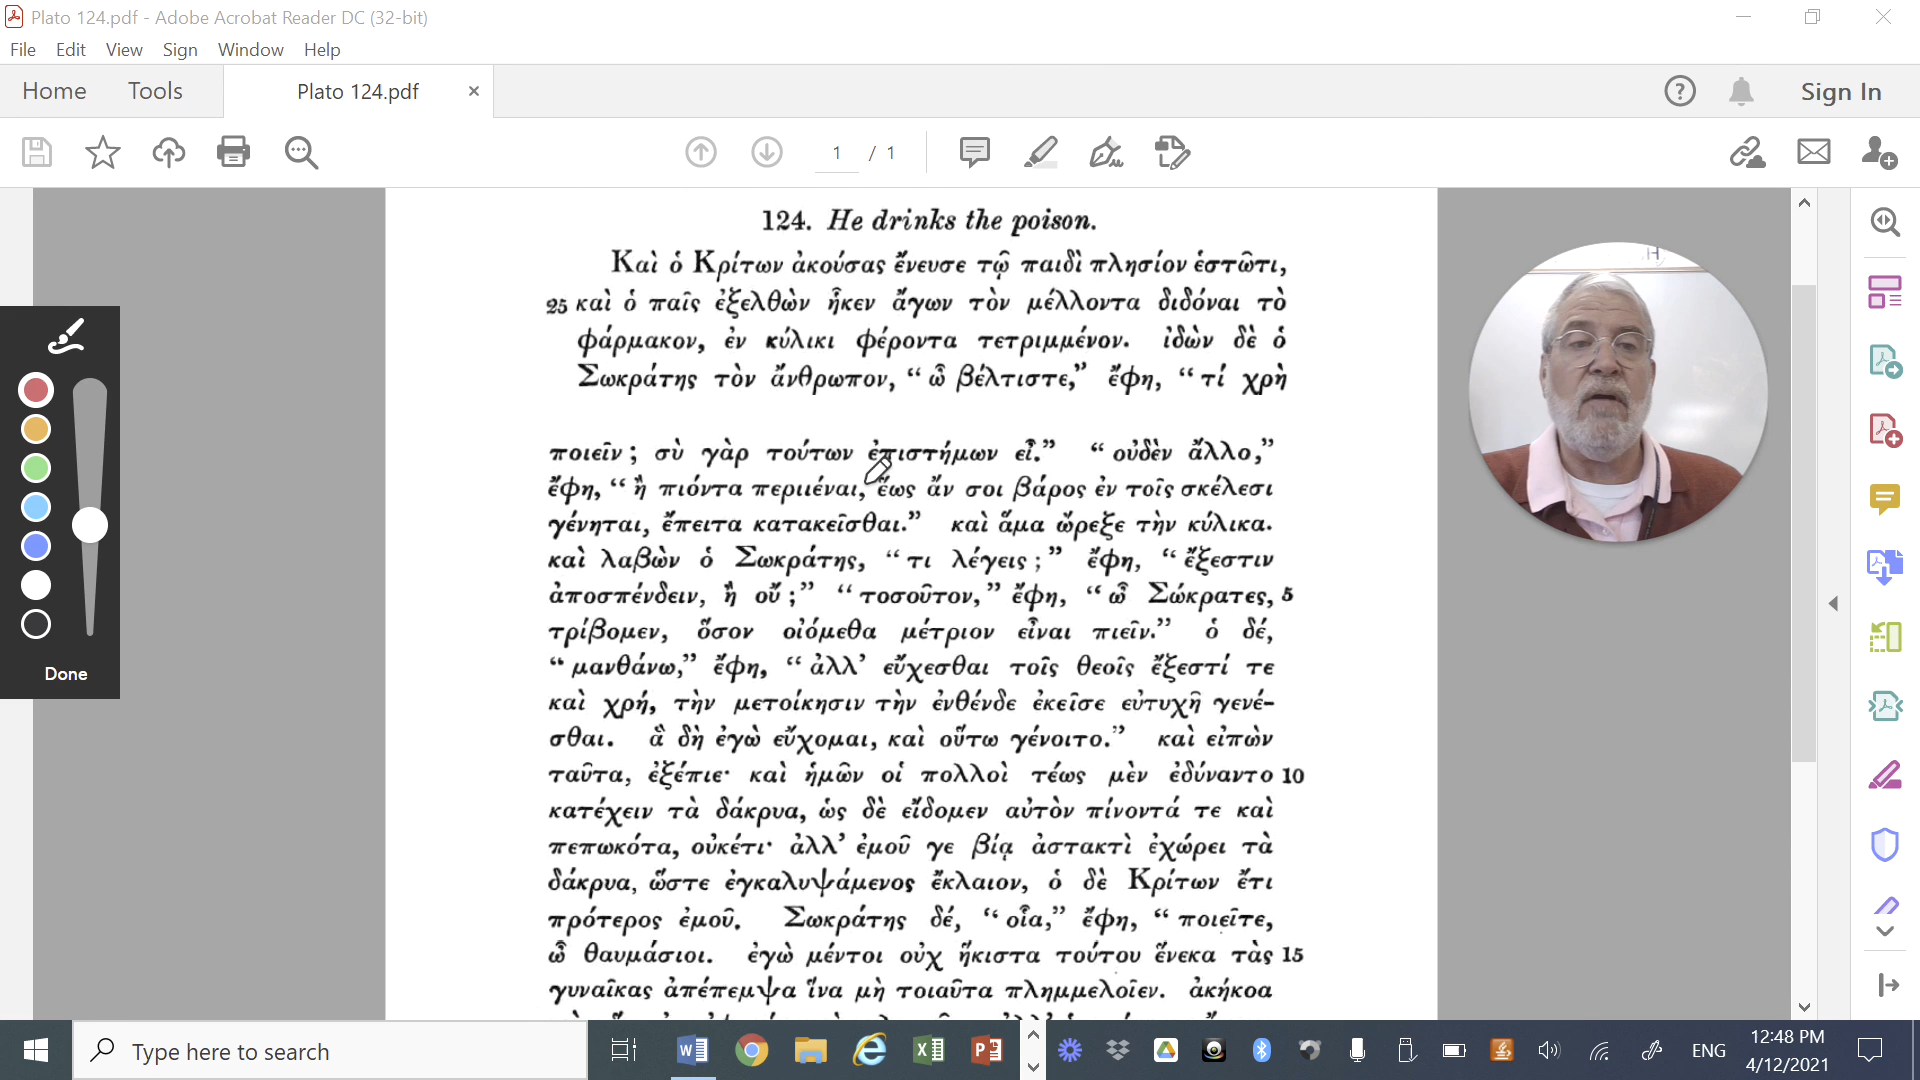 Plato 124.pdf - Adobe Acrobat Reader DC (32-bit)
File Edit View Sign Window Help
Home Tools Plato 124.pdf × Sign In
1 / 1
124. He drinks the poison.
Καὶ ὁ Κρίτων ἀκούσας ἔνευσε τῷ παιδὶ πλησίον ἑστῶτι,
25 καὶ ὁ παῖς ἐξελθὼν ἧκεν ἄγων τὸν μέλλοντα διδόναι τὸ
φάρμακον, ἐν κύλικι φέροντα τετριμμένον. ἰδὼν δὲ ὁ
Σωκράτης τὸν ἄνθρωπον, “ὦ βέλτιστε,” ἔφη, “τί χρὴ
ποιεῖν; σὺ γὰρ τούτων ἐπιστήμων εἶ.” “οὐδὲν ἄλλο,”
ἔφη, “ἢ πιόντα περιιέναι, ἕως ἄν σοι βάρος ἐν τοῖς σκέλεσι
γένηται, ἔπειτα κατακεῖσθαι.” καὶ ἅμα ὤρεξε τὴν κύλικα.
καὶ λαβὼν ὁ Σωκράτης, “τι λέγεις;” ἔφη, “ἔξεστιν
ἀποσπένδειν, ἢ οὔ;” “τοσοῦτον,” ἔφη, “ὦ Σώκρατες, 5
τρίβομεν, ὅσον οἰόμεθα μέτριον εἶναι πιεῖν.” ὁ δέ,
“μανθάνω,” ἔφη, “ἀλλ’ εὔχεσθαι τοῖς θεοῖς ἔξεστί τε
καὶ χρή, τὴν μετοίκησιν τὴν ἐνθένδε ἐκεῖσε εὐτυχῆ γενέ-
σθαι. ἃ δὴ ἐγὼ εὔχομαι, καὶ οὕτω γένοιτο.” καὶ εἰπὼν
ταῦτα, ἐξέπιε· καὶ ἡμῶν οἱ πολλοὶ τέως μὲν ἐδύναντο 10
κατέχειν τὰ δάκρυα, ὡς δὲ εἴδομεν αὐτὸν πίνοντά τε καὶ
πεπωκότα, οὐκέτι· ἀλλ’ ἐμοῦ γε βίᾳ ἀστακτὶ ἐχώρει τὰ
δάκρυα, ὥστε ἐγκαλυψάμενος ἔκλαιον, ὁ δὲ Κρίτων ἔτι
πρότερος ἐμοῦ. Σωκράτης δέ, “οἷα,” ἔφη, “ποιεῖτε,
ὦ θαυμάσιοι. ἐγὼ μέντοι οὐχ ἥκιστα τούτου ἕνεκα τὰς 15
γυναῖκας ἀπέπεμψα ἵνα μὴ τοιαῦτα πλημμελοῖεν. ἀκήκοα
Done
Type here to search
ENG
12:48 PM
4/12/2021